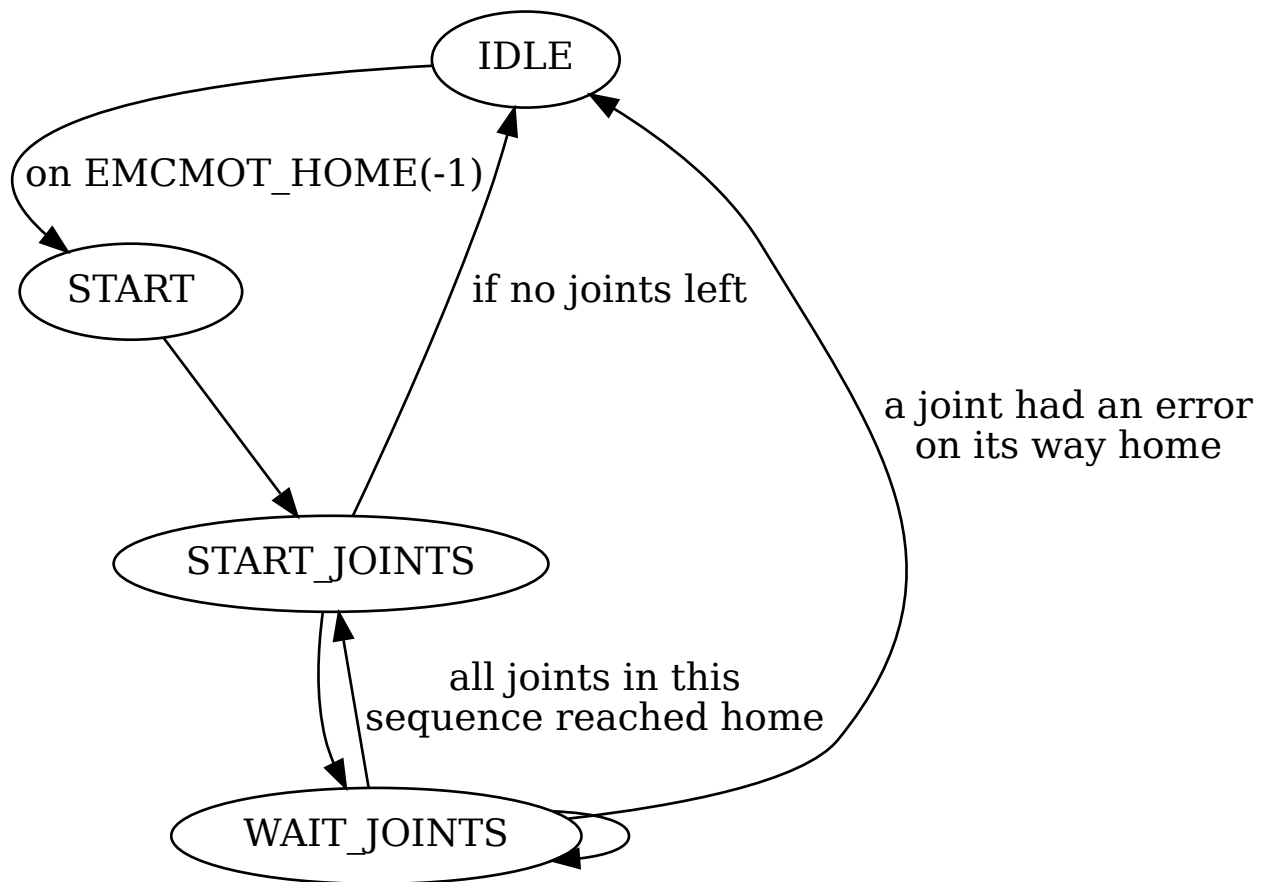 IDLE
on EMCMOT_HOME(-1)
START
if no joints left
a joint had an error
on its way home
START_JOINTS
all joints in this
sequence reached home
WAIT_JOINTS